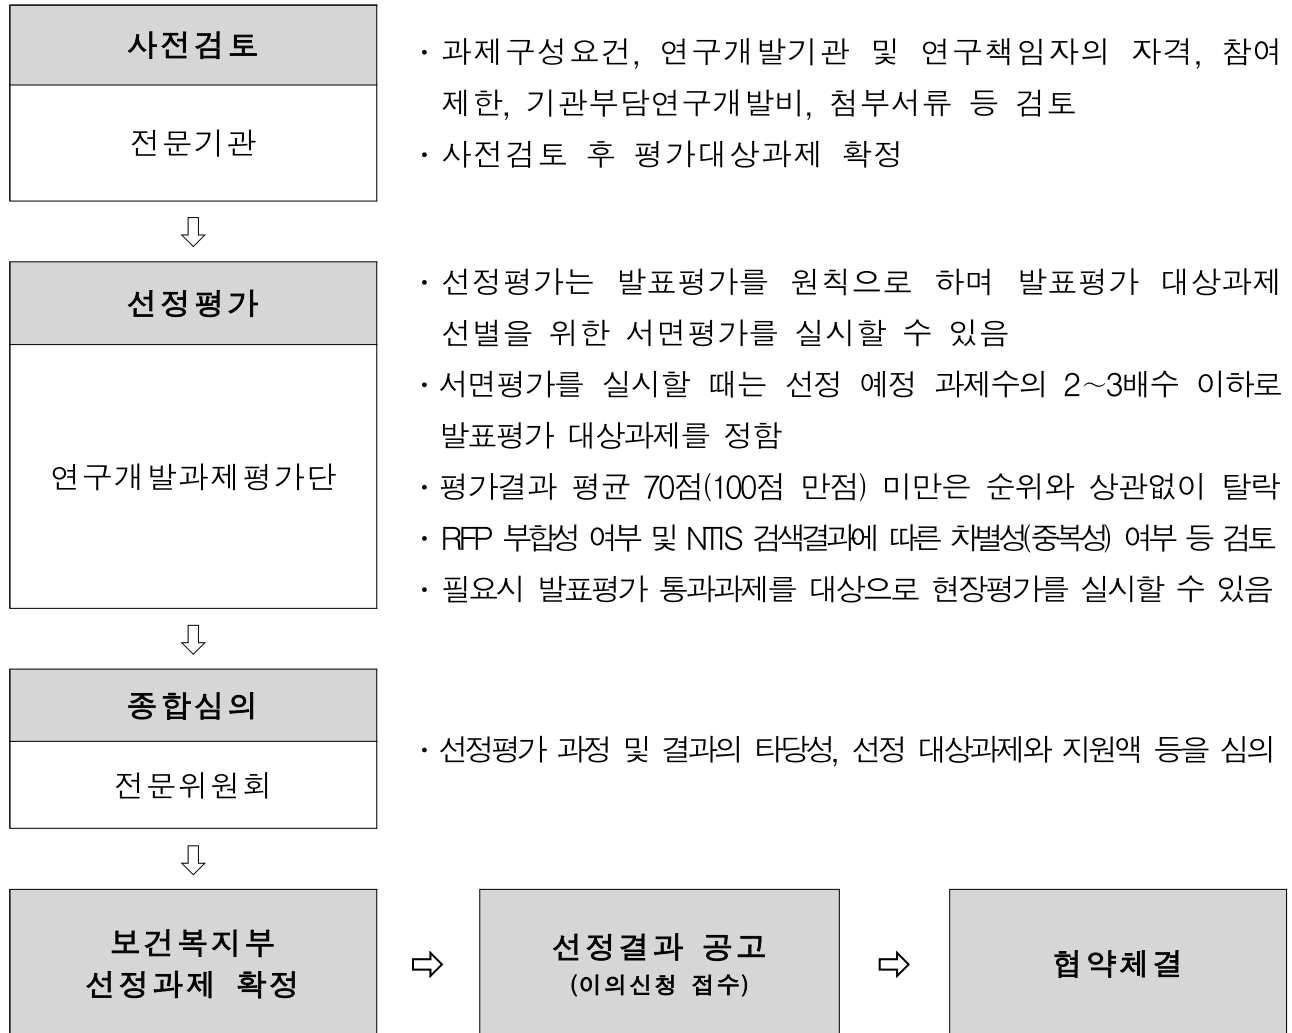 사전검토
전문기관
· 과제구성요건, 연구개발기관 및 연구책임자의 자격, 참여
제한, 기관부담연구개발비, 첨부서류 등 검토
· 사전검토 후 평가대상과제 확정
⇩
선정평가
연구개발과제평가단
· 선정평가는 발표평가를 원칙으로 하며 발표평가 대상과제
선별을 위한 서면평가를 실시할 수 있음
· 서면평가를 실시할 때는 선정 예정 과제수의 2~3배수 이하로
발표평가 대상과제를 정함
· 평가결과 평균 70점(100점 만점) 미만은 순위와 상관없이 탈락
· RFP 부합성 여부 및 NTIS 검색결과에 따른 차별성(중복성) 여부 등 검토
· 필요시 발표평가 통과과제를 대상으로 현장평가를 실시할 수 있음
⇩
종합심의
전문위원회
· 선정평가 과정 및 결과의 타당성, 선정 대상과제와 지원액 등을 심의
⇩
보건복지부
선정과제 확정
⇨
선정결과 공고
(이의신청 접수)
⇨
협약체결